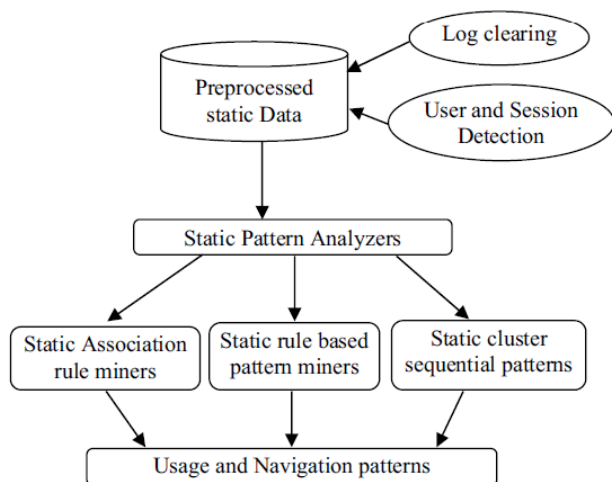 Log clearing
Preprocessed
static Data
User and Session
Detection
Static Pattern Analyzers
Static Association
rule miners
Static rule based
pattern miners
Static cluster
sequential patterns
Usage and Navigation patterns